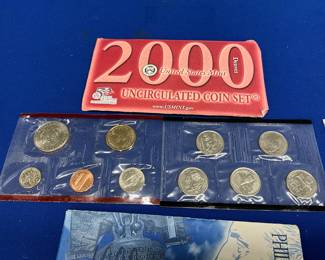 2000
Denver
United States Mint
UNCIRCULATED COIN SET®
www.USMINT.gov
PHIL